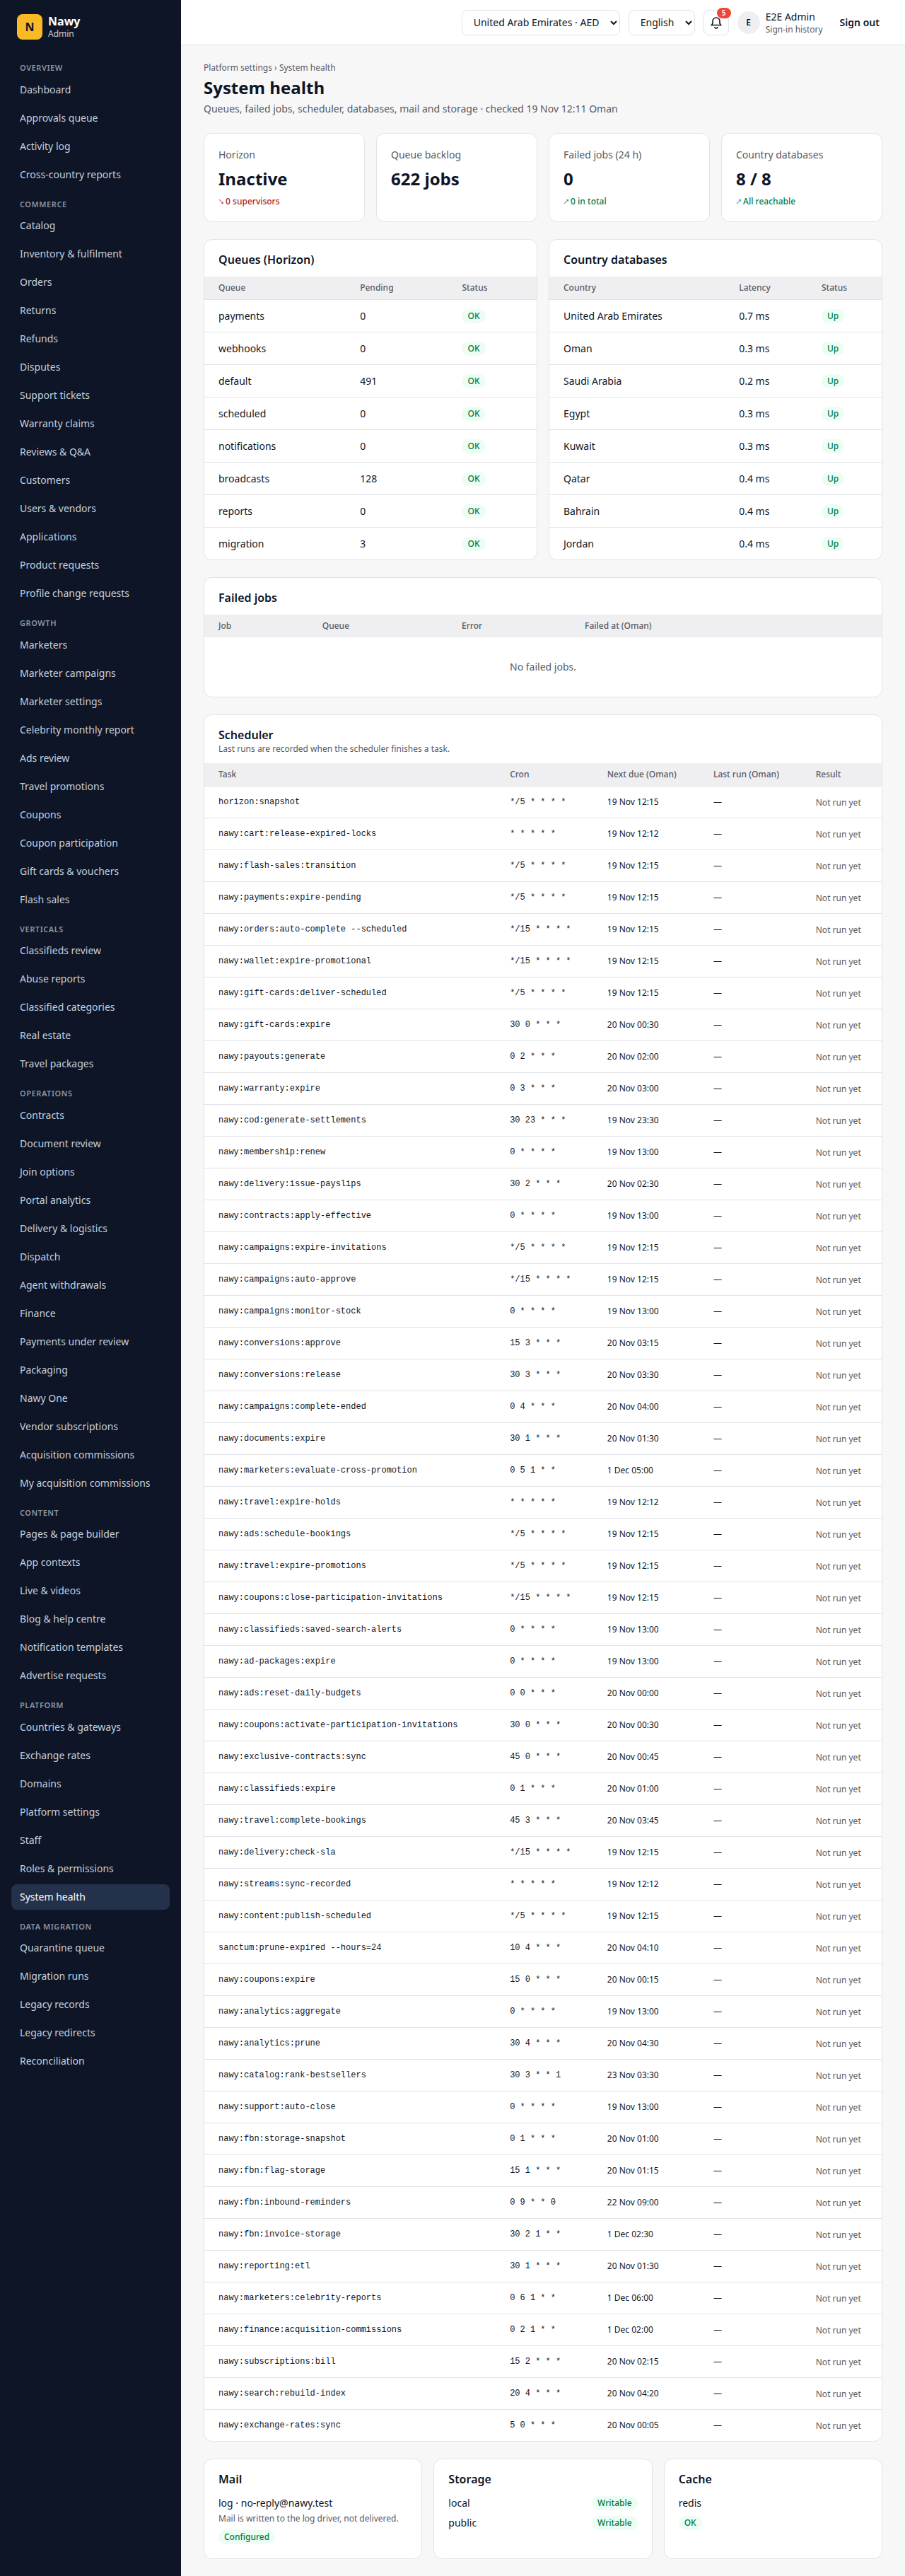 N
Nawy
Admin
OVERVIEW
Dashboard
Approvals queue
Activity log
Cross-country reports
COMMERCE
Catalog
Inventory & fulfilment
Orders
Returns
Refunds
Disputes
Support tickets
Warranty claims
Reviews & Q&A
Customers
Users & vendors
Applications
Product requests
Profile change requests
GROWTH
Marketers
Marketer campaigns
Marketer settings
Celebrity monthly report
Ads review
Travel promotions
Coupons
Coupon participation
Gift cards & vouchers
Flash sales
VERTICALS
Classifieds review
Abuse reports
Classified categories
Real estate
Travel packages
OPERATIONS
Contracts
Document review
Join options
Portal analytics
Delivery & logistics
Dispatch
Agent withdrawals
Finance
Payments under review
Packaging
Nawy One
Vendor subscriptions
Acquisition commissions
My acquisition commissions
CONTENT
Pages & page builder
App contexts
Live & videos
Blog & help centre
Notification templates
Advertise requests
PLATFORM
Countries & gateways
Exchange rates
Domains
Platform settings
Staff
Roles & permissions
System health
DATA MIGRATION
Quarantine queue
Migration runs
Legacy records
Legacy redirects
Reconciliation
United Arab Emirates · AED
English
5
E
E2E Admin
Sign-in history
Sign out
Platform settings › System health
System health
Queues, failed jobs, scheduler, databases, mail and storage · checked 19 Nov 12:11 Oman
Horizon
Inactive
↘ 0 supervisors
Queue backlog
622 jobs
Failed jobs (24 h)
0
↗ 0 in total
Country databases
8 / 8
↗ All reachable
Queues (Horizon)
Queue Pending Status
payments 0 OK
webhooks 0 OK
default 491 OK
scheduled 0 OK
notifications 0 OK
broadcasts 128 OK
reports 0 OK
migration 3 OK
Country databases
Country Latency Status
United Arab Emirates 0.7 ms Up
Oman 0.3 ms Up
Saudi Arabia 0.2 ms Up
Egypt 0.3 ms Up
Kuwait 0.3 ms Up
Qatar 0.4 ms Up
Bahrain 0.4 ms Up
Jordan 0.4 ms Up
Failed jobs
Job Queue Error Failed at (Oman)
No failed jobs.
Scheduler
Last runs are recorded when the scheduler finishes a task.
Task Cron Next due (Oman) Last run (Oman) Result
horizon:snapshot */5 * * * * 19 Nov 12:15 — Not run yet
nawy:cart:release-expired-locks * * * * * 19 Nov 12:12 — Not run yet
nawy:flash-sales:transition */5 * * * * 19 Nov 12:15 — Not run yet
nawy:payments:expire-pending */5 * * * * 19 Nov 12:15 — Not run yet
nawy:orders:auto-complete --scheduled */15 * * * * 19 Nov 12:15 — Not run yet
nawy:wallet:expire-promotional */15 * * * * 19 Nov 12:15 — Not run yet
nawy:gift-cards:deliver-scheduled */5 * * * * 19 Nov 12:15 — Not run yet
nawy:gift-cards:expire 30 0 * * * 20 Nov 00:30 — Not run yet
nawy:payouts:generate 0 2 * * * 20 Nov 02:00 — Not run yet
nawy:warranty:expire 0 3 * * * 20 Nov 03:00 — Not run yet
nawy:cod:generate-settlements 30 23 * * * 19 Nov 23:30 — Not run yet
nawy:membership:renew 0 * * * * 19 Nov 13:00 — Not run yet
nawy:delivery:issue-payslips 30 2 * * * 20 Nov 02:30 — Not run yet
nawy:contracts:apply-effective 0 * * * * 19 Nov 13:00 — Not run yet
nawy:campaigns:expire-invitations */5 * * * * 19 Nov 12:15 — Not run yet
nawy:campaigns:auto-approve */15 * * * * 19 Nov 12:15 — Not run yet
nawy:campaigns:monitor-stock 0 * * * * 19 Nov 13:00 — Not run yet
nawy:conversions:approve 15 3 * * * 20 Nov 03:15 — Not run yet
nawy:conversions:release 30 3 * * * 20 Nov 03:30 — Not run yet
nawy:campaigns:complete-ended 0 4 * * * 20 Nov 04:00 — Not run yet
nawy:documents:expire 30 1 * * * 20 Nov 01:30 — Not run yet
nawy:marketers:evaluate-cross-promotion 0 5 1 * * 1 Dec 05:00 — Not run yet
nawy:travel:expire-holds * * * * * 19 Nov 12:12 — Not run yet
nawy:ads:schedule-bookings */5 * * * * 19 Nov 12:15 — Not run yet
nawy:travel:expire-promotions */5 * * * * 19 Nov 12:15 — Not run yet
nawy:coupons:close-participation-invitations */15 * * * * 19 Nov 12:15 — Not run yet
nawy:classifieds:saved-search-alerts 0 * * * * 19 Nov 13:00 — Not run yet
nawy:ad-packages:expire 0 * * * * 19 Nov 13:00 — Not run yet
nawy:ads:reset-daily-budgets 0 0 * * * 20 Nov 00:00 — Not run yet
nawy:coupons:activate-participation-invitations 30 0 * * * 20 Nov 00:30 — Not run yet
nawy:exclusive-contracts:sync 45 0 * * * 20 Nov 00:45 — Not run yet
nawy:classifieds:expire 0 1 * * * 20 Nov 01:00 — Not run yet
nawy:travel:complete-bookings 45 3 * * * 20 Nov 03:45 — Not run yet
nawy:delivery:check-sla */15 * * * * 19 Nov 12:15 — Not run yet
nawy:streams:sync-recorded * * * * * 19 Nov 12:12 — Not run yet
nawy:content:publish-scheduled */5 * * * * 19 Nov 12:15 — Not run yet
sanctum:prune-expired --hours=24 10 4 * * * 20 Nov 04:10 — Not run yet
nawy:coupons:expire 15 0 * * * 20 Nov 00:15 — Not run yet
nawy:analytics:aggregate 0 * * * * 19 Nov 13:00 — Not run yet
nawy:analytics:prune 30 4 * * * 20 Nov 04:30 — Not run yet
nawy:catalog:rank-bestsellers 30 3 * * 1 23 Nov 03:30 — Not run yet
nawy:support:auto-close 0 * * * * 19 Nov 13:00 — Not run yet
nawy:fbn:storage-snapshot 0 1 * * * 20 Nov 01:00 — Not run yet
nawy:fbn:flag-storage 15 1 * * * 20 Nov 01:15 — Not run yet
nawy:fbn:inbound-reminders 0 9 * * 0 22 Nov 09:00 — Not run yet
nawy:fbn:invoice-storage 30 2 1 * * 1 Dec 02:30 — Not run yet
nawy:reporting:etl 30 1 * * * 20 Nov 01:30 — Not run yet
nawy:marketers:celebrity-reports 0 6 1 * * 1 Dec 06:00 — Not run yet
nawy:finance:acquisition-commissions 0 2 1 * * 1 Dec 02:00 — Not run yet
nawy:subscriptions:bill 15 2 * * * 20 Nov 02:15 — Not run yet
nawy:search:rebuild-index 20 4 * * * 20 Nov 04:20 — Not run yet
nawy:exchange-rates:sync 5 0 * * * 20 Nov 00:05 — Not run yet
Mail
log · no-reply@nawy.test
Mail is written to the log driver, not delivered.
Configured
Storage
local Writable
public Writable
Cache
redis
OK